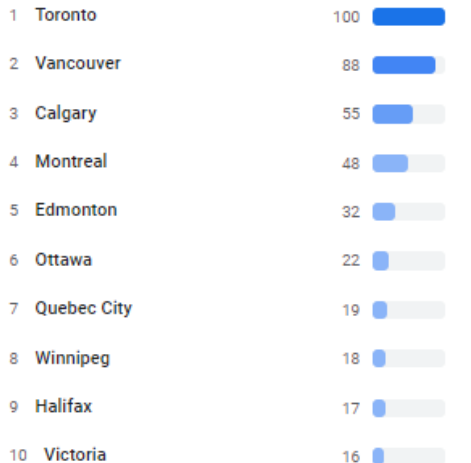 1 Toronto 100
2 Vancouver 88
3 Calgary 55
4 Montreal 48
5 Edmonton 32
6 Ottawa 22
7 Quebec City 19
8 Winnipeg 18
9 Halifax 17
10 Victoria 16